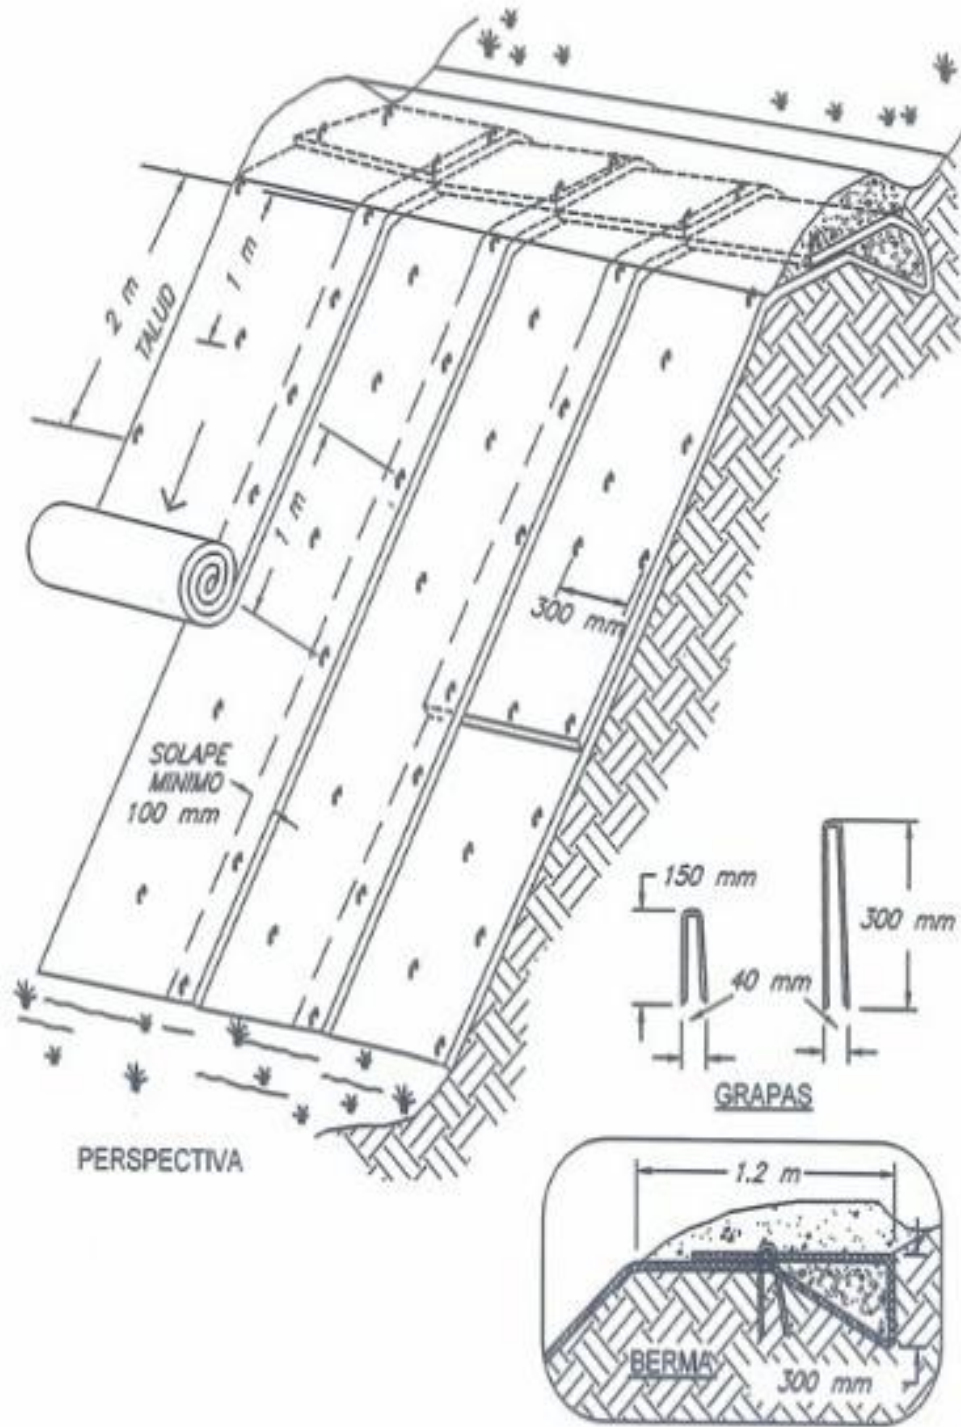 2 m
TALUD
1 m
1 m
300 mm
SOLAPE
MINIMO
100 mm
150 mm
300 mm
40 mm
GRAPAS
PERSPECTIVA
1.2 m
BERMA
300 mm